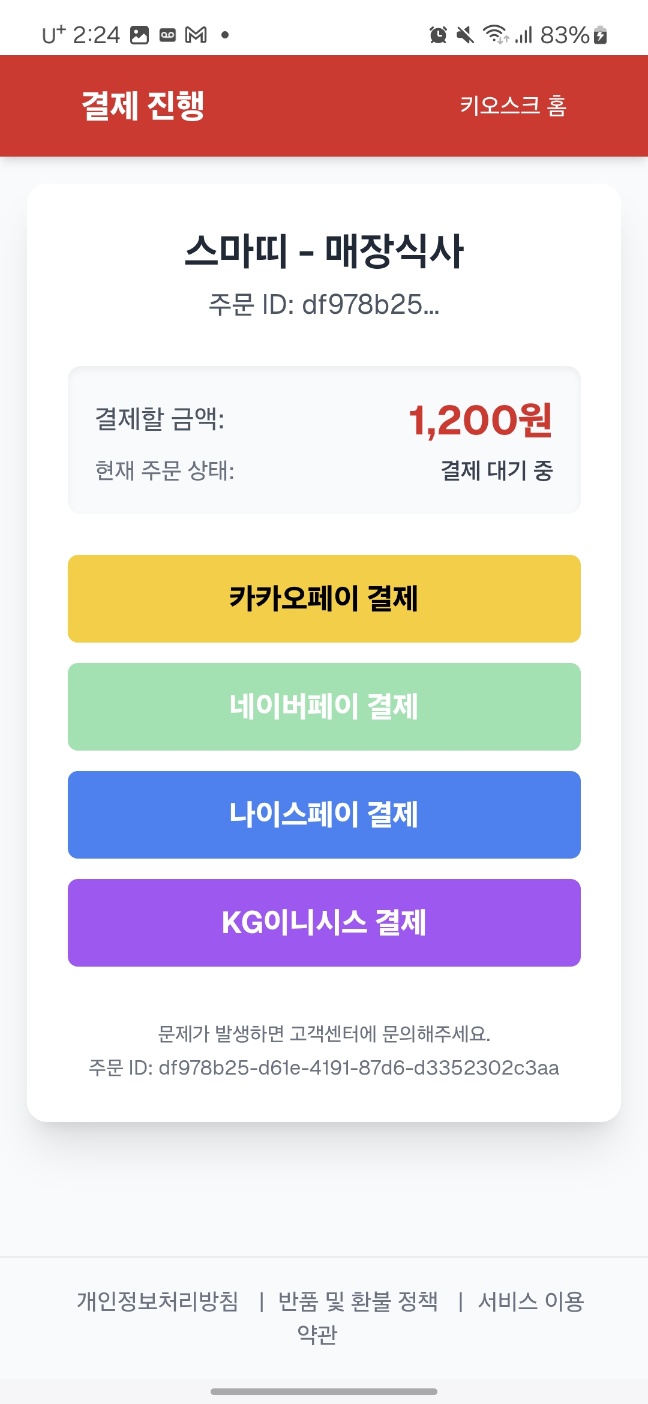 U+ 2:24 83%
결제 진행
키오스크 홈
스마띠 - 매장식사
주문 ID: df978b25...
결제할 금액: 1,200원
현재 주문 상태: 결제 대기 중
카카오페이 결제
네이버페이 결제
나이스페이 결제
KG이니시스 결제
문제가 발생하면 고객센터에 문의해주세요.
주문 ID: df978b25-d61e-4191-87d6-d3352302c3aa
개인정보처리방침 | 반품 및 환불 정책 | 서비스 이용
약관